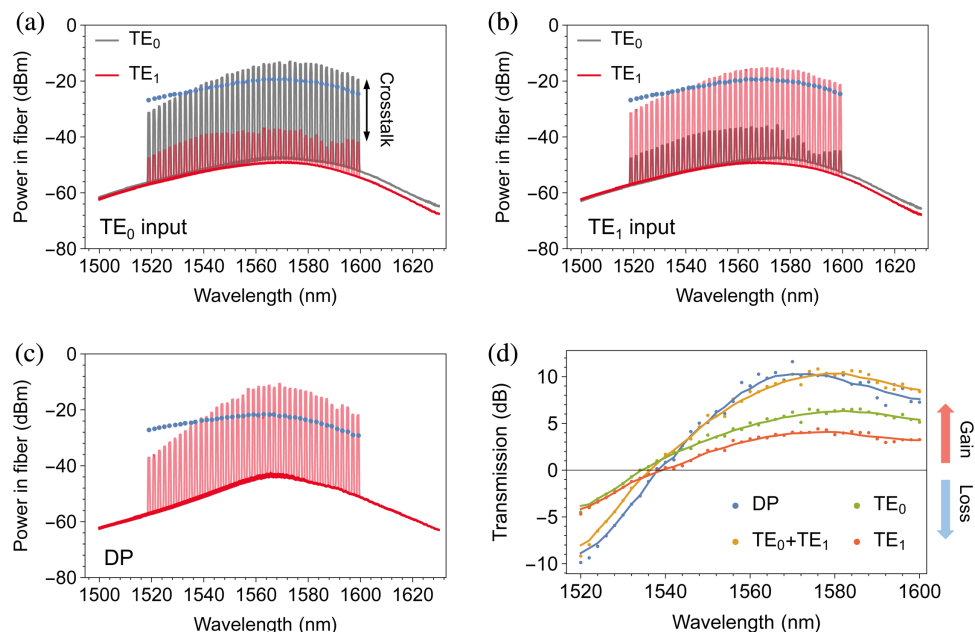 (a)
TE₀
TE₁
Crosstalk
TE₀ input
Power in fiber (dBm)
0
−20
−40
−60
−80
1500 1520 1540 1560 1580 1600 1620
Wavelength (nm)
(b)
TE₀
TE₁
TE₁ input
Power in fiber (dBm)
0
−20
−40
−60
−80
1500 1520 1540 1560 1580 1600 1620
Wavelength (nm)
(c)
DP
Power in fiber (dBm)
0
−20
−40
−60
−80
1500 1520 1540 1560 1580 1600 1620
Wavelength (nm)
(d)
Transmission (dB)
10
5
0
−5
−10
DP
TE₀
TE₀+TE₁
TE₁
Gain
Loss
1520 1540 1560 1580 1600
Wavelength (nm)